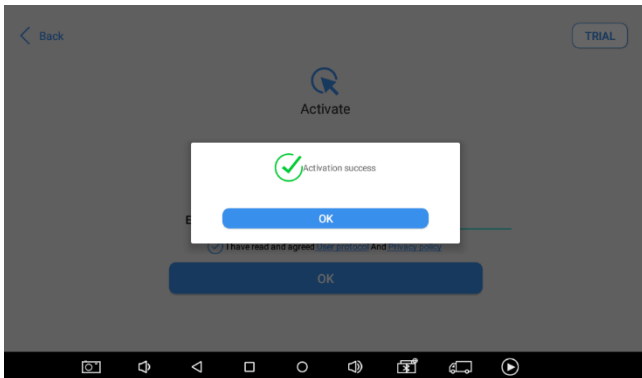 Back
TRIAL
Activate
Activation success
OK
E
I have read and agreed User protocol And Privacy policy
OK